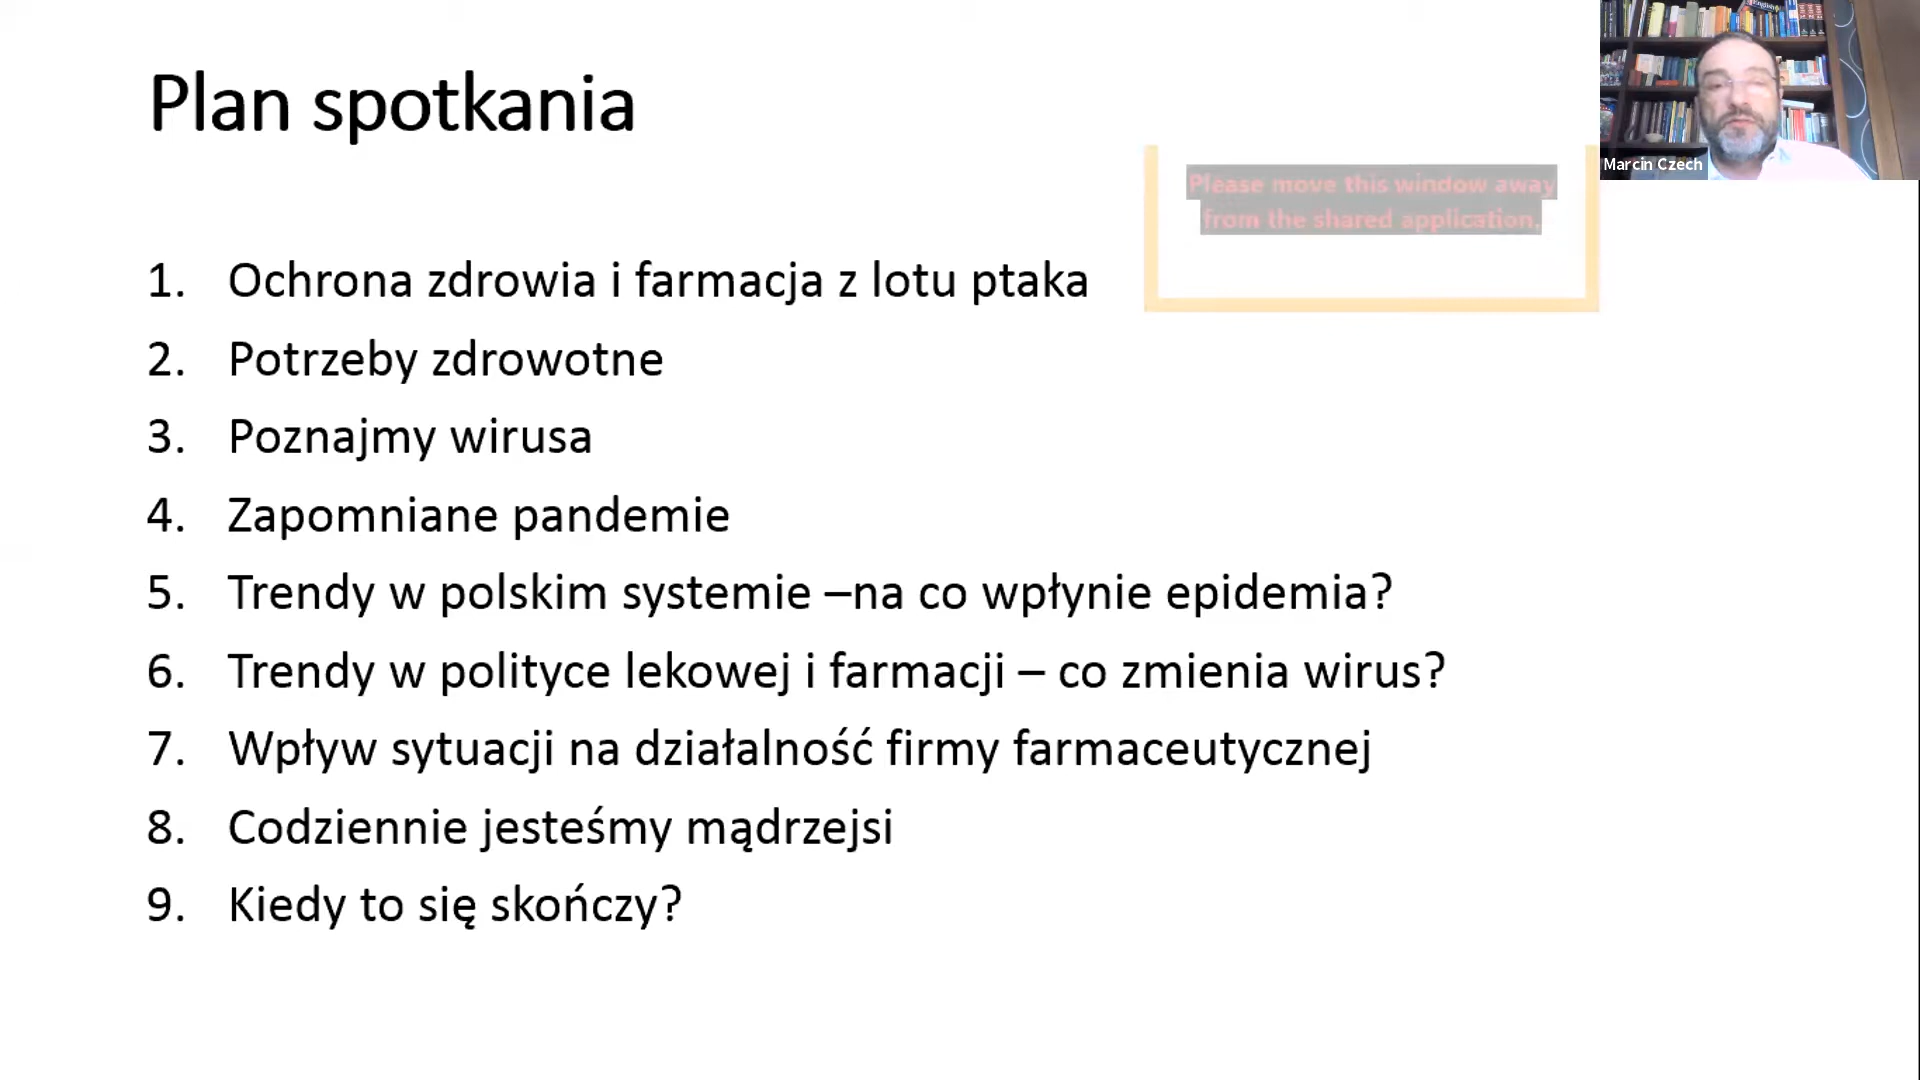 Plan spotkania
Marcin Czech
Please move this window away
from the shared application.
1. Ochrona zdrowia i farmacja z lotu ptaka
2. Potrzeby zdrowotne
3. Poznajmy wirusa
4. Zapomniane pandemie
5. Trendy w polskim systemie –na co wpłynie epidemia?
6. Trendy w polityce lekowej i farmacji – co zmienia wirus?
7. Wpływ sytuacji na działalność firmy farmaceutycznej
8. Codziennie jesteśmy mądrzejsi
9. Kiedy to się skończy?